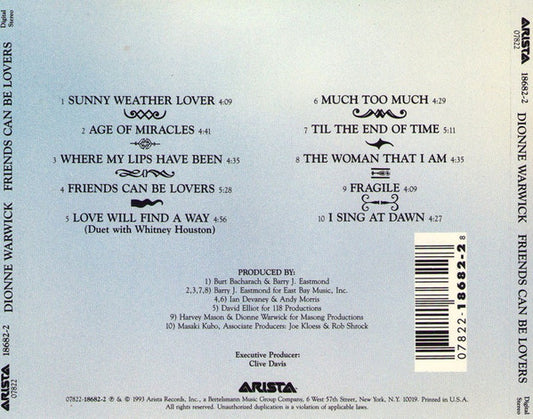 Digital
Stereo
DIONNE WARWICK FRIENDS CAN BE LOVERS
18682-2
ARISTA
07822
1 SUNNY WEATHER LOVER 4:09
2 AGE OF MIRACLES 4:41
3 WHERE MY LIPS HAVE BEEN 4:35
4 FRIENDS CAN BE LOVERS 5:28
5 LOVE WILL FIND A WAY 4:56
(Duet with Whitney Houston)
6 MUCH TOO MUCH 4:29
7 TIL THE END OF TIME 5:11
8 THE WOMAN THAT I AM 4:35
9 FRAGILE 4:09
10 I SING AT DAWN 4:27
PRODUCED BY:
1) Burt Bacharach & Barry J. Eastmond
2,3,7,8) Barry J. Eastmond for East Bay Music, Inc.
4,6) Ian Devaney & Andy Morris
5) David Elliot for 118 Productions
9) Harvey Mason & Dionne Warwick for Masong Productions
10) Masaki Kubo, Associate Producers: Joe Kloess & Rob Shrock
Executive Producer:
Clive Davis
ARISTA
07822-18682-2 ℗ & © 1993 Arista Records, Inc., a Bertelsmann Music Group Company, 6 West 57th Street, New York, N.Y. 10019. Printed in U.S.A.
All rights reserved. Unauthorized duplication is a violation of applicable laws.
07822-18682-2 8
ARISTA
07822
18682-2
DIONNE WARWICK FRIENDS CAN BE LOVERS
Digital
Stereo